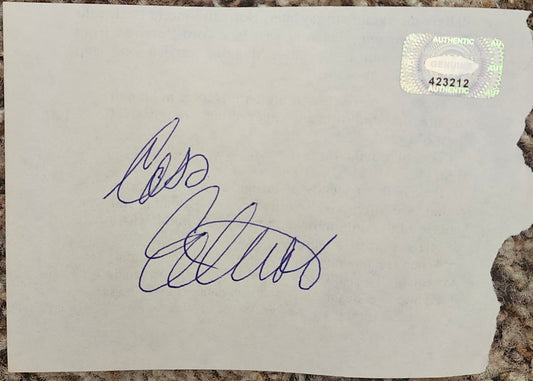 AUTHENTIC
GENUINE
423212
AUTHENTIC
Cass
Elliot